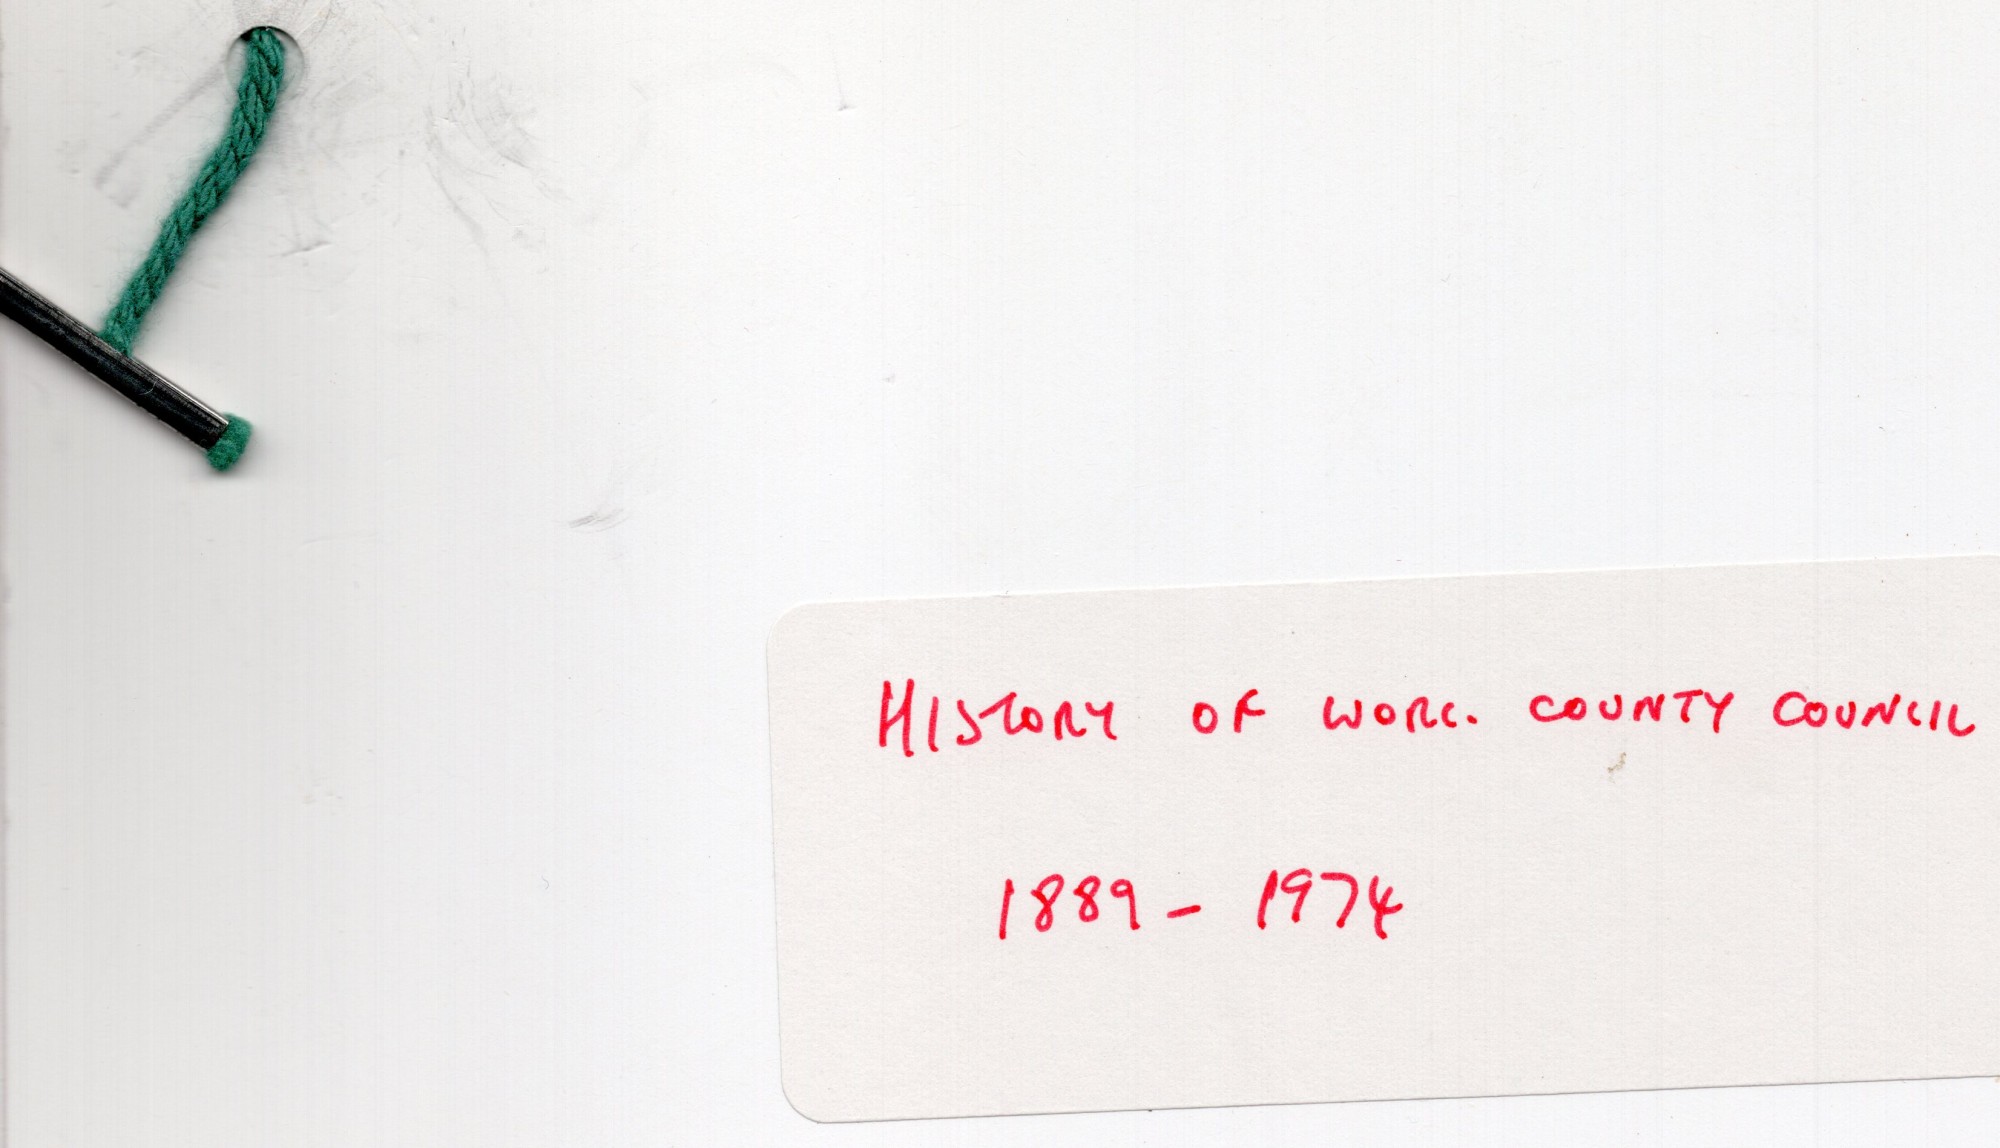 HISTORY OF WORC. COUNTY COUNCIL
1889 - 1974